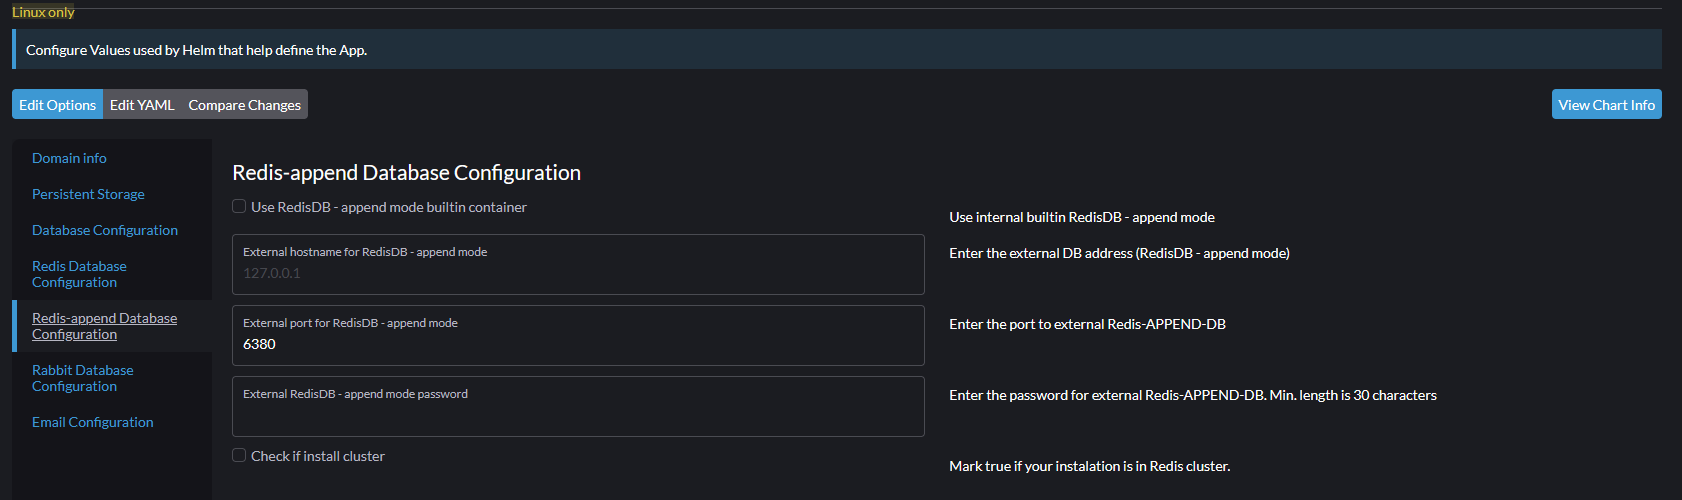 Linux only
Configure Values used by Helm that help define the App.
Edit Options
Edit YAML
Compare Changes
View Chart Info
Domain info
Persistent Storage
Database Configuration
Redis Database
Configuration
Redis-append Database
Configuration
Rabbit Database
Configuration
Email Configuration
Redis-append Database Configuration
Use RedisDB - append mode builtin container
Use internal builtin RedisDB - append mode
External hostname for RedisDB - append mode
127.0.0.1
Enter the external DB address (RedisDB - append mode)
External port for RedisDB - append mode
6380
Enter the port to external Redis-APPEND-DB
External RedisDB - append mode password
Enter the password for external Redis-APPEND-DB. Min. length is 30 characters
Check if install cluster
Mark true if your instalation is in Redis cluster.